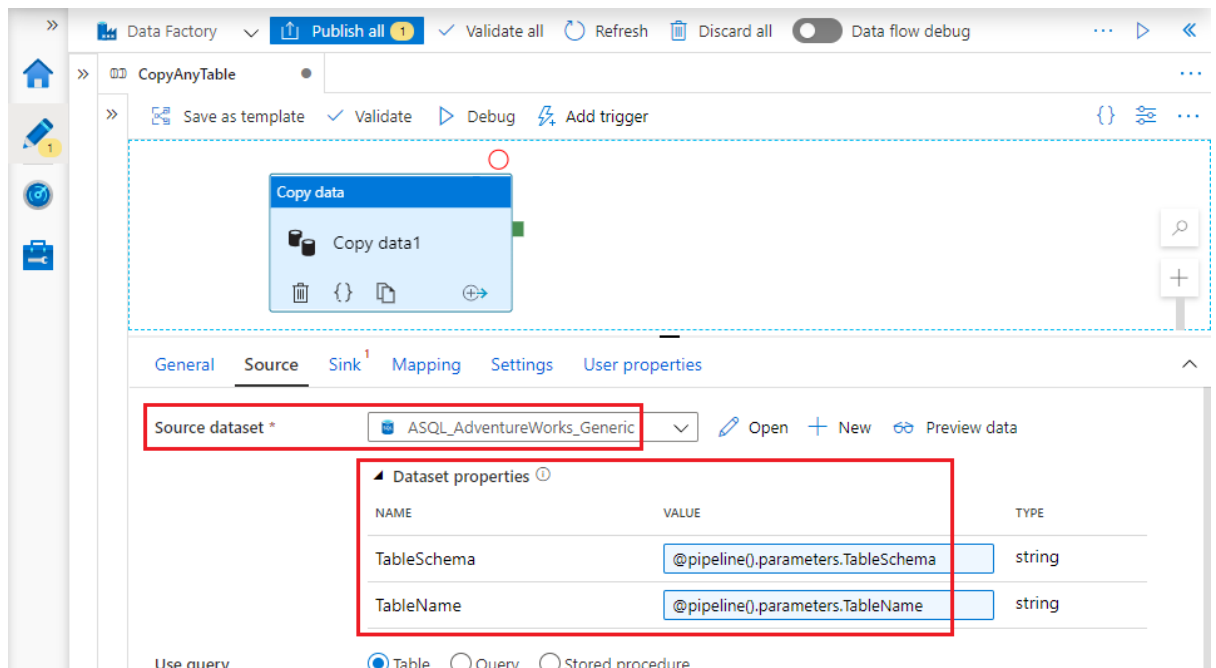 Data Factory Publish all 1 Validate all Refresh Discard all Data flow debug ...
CopyAnyTable ...
Save as template Validate Debug Add trigger {} ...
1
Copy data
Copy data1
{}
General Source Sink 1 Mapping Settings User properties
Source dataset * ASQL_AdventureWorks_Generic Open New Preview data
Dataset properties
NAME VALUE TYPE
TableSchema @pipeline().parameters.TableSchema string
TableName @pipeline().parameters.TableName string
Use query Table Query Stored procedure